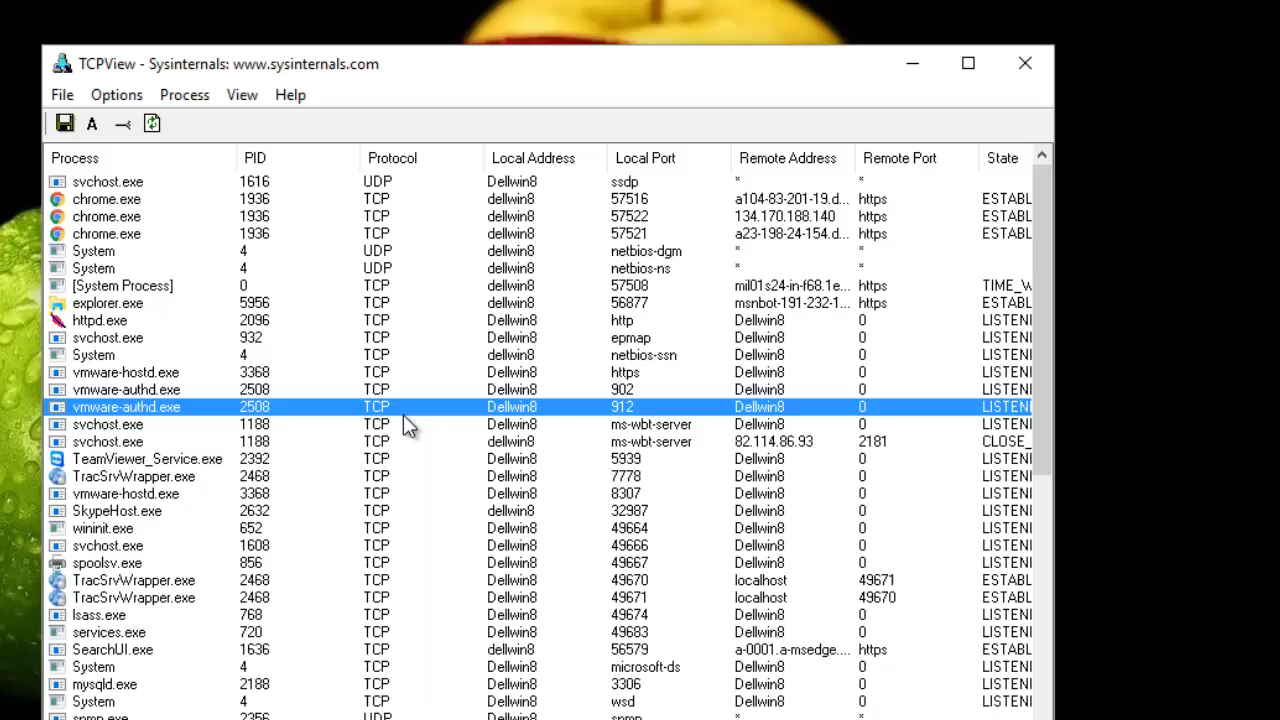 TCPView - Sysinternals: www.sysinternals.com
File Options Process View Help
A
Process PID Protocol Local Address Local Port Remote Address Remote Port State
svchost.exe 1616 UDP Dellwin8 ssdp * *
chrome.exe 1936 TCP dellwin8 57516 a104-83-201-19.d... https ESTABL
chrome.exe 1936 TCP dellwin8 57522 134.170.188.140 https ESTABL
chrome.exe 1936 TCP dellwin8 57521 a23-198-24-154.d... https ESTABL
System 4 UDP dellwin8 netbios-dgm * *
System 4 UDP dellwin8 netbios-ns * *
[System Process] 0 TCP dellwin8 57508 mil01s24-in-f68.1e... https TIME_W
explorer.exe 5956 TCP dellwin8 56877 msnbot-191-232-1... https ESTABL
httpd.exe 2096 TCP Dellwin8 http Dellwin8 0 LISTENI
svchost.exe 932 TCP Dellwin8 epmap Dellwin8 0 LISTENI
System 4 TCP dellwin8 netbios-ssn Dellwin8 0 LISTENI
vmware-hostd.exe 3368 TCP Dellwin8 https Dellwin8 0 LISTENI
vmware-authd.exe 2508 TCP Dellwin8 902 Dellwin8 0 LISTENI
vmware-authd.exe 2508 TCP Dellwin8 912 Dellwin8 0 LISTENI
svchost.exe 1188 TCP Dellwin8 ms-wbt-server Dellwin8 0 LISTENI
svchost.exe 1188 TCP dellwin8 ms-wbt-server 82.114.86.93 2181 CLOSE_
TeamViewer_Service.exe 2392 TCP Dellwin8 5939 Dellwin8 0 LISTENI
TracSrvWrapper.exe 2468 TCP Dellwin8 7778 Dellwin8 0 LISTENI
vmware-hostd.exe 3368 TCP Dellwin8 8307 Dellwin8 0 LISTENI
SkypeHost.exe 2632 TCP dellwin8 32987 Dellwin8 0 LISTENI
wininit.exe 652 TCP Dellwin8 49664 Dellwin8 0 LISTENI
svchost.exe 1608 TCP Dellwin8 49666 Dellwin8 0 LISTENI
spoolsv.exe 856 TCP Dellwin8 49667 Dellwin8 0 LISTENI
TracSrvWrapper.exe 2468 TCP Dellwin8 49670 localhost 49671 ESTABL
TracSrvWrapper.exe 2468 TCP Dellwin8 49671 localhost 49670 ESTABL
lsass.exe 768 TCP Dellwin8 49674 Dellwin8 0 LISTENI
services.exe 720 TCP Dellwin8 49683 Dellwin8 0 LISTENI
SearchUI.exe 1636 TCP dellwin8 56579 a-0001.a-msedge.... https ESTABL
System 4 TCP Dellwin8 microsoft-ds Dellwin8 0 LISTENI
mysqld.exe 2188 TCP Dellwin8 3306 Dellwin8 0 LISTENI
System 4 TCP Dellwin8 wsd Dellwin8 0 LISTENI
snmp.exe 2356 UDP Dellwin8 snmp * *